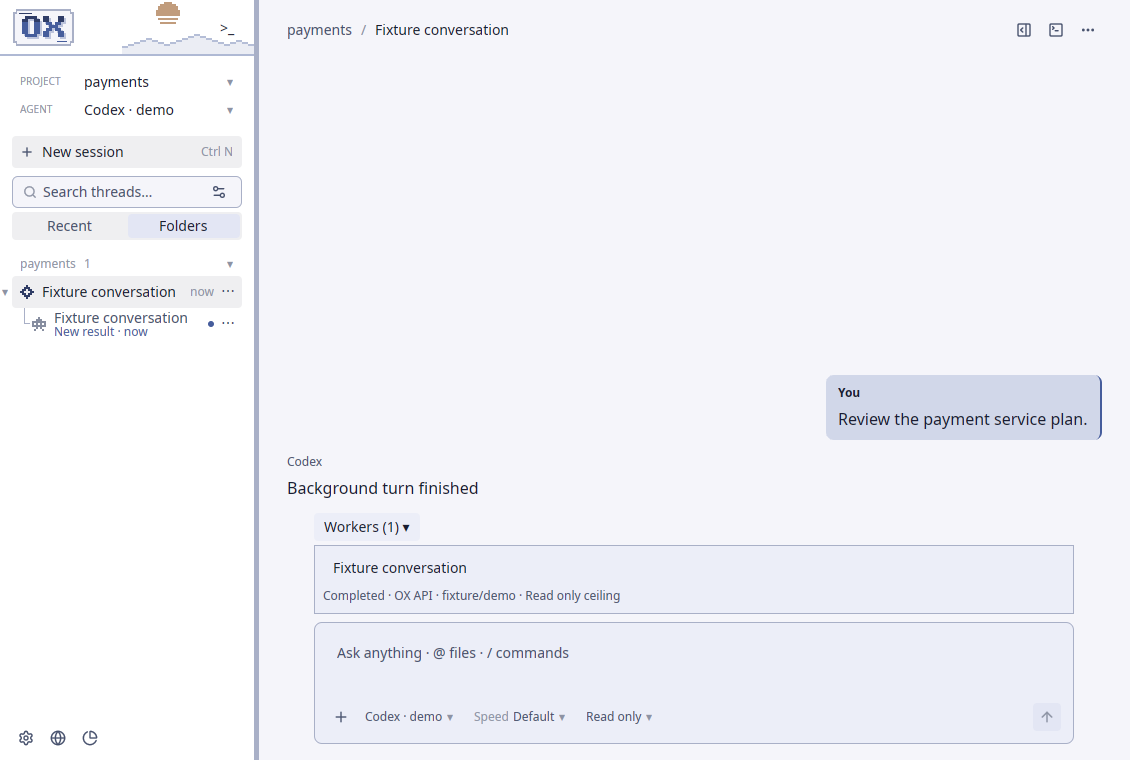 OX
>_
PROJECT payments ▾
AGENT Codex · demo ▾
+ New session Ctrl N
Search threads...
Recent Folders
payments 1 ▾
▾ Fixture conversation now ···
Fixture conversation ···
New result · now
payments / Fixture conversation ···
You
Review the payment service plan.
Codex
Background turn finished
Workers (1) ▾
Fixture conversation
Completed · OX API · fixture/demo · Read only ceiling
Ask anything · @ files · / commands
+ Codex · demo ▾ Speed Default ▾ Read only ▾